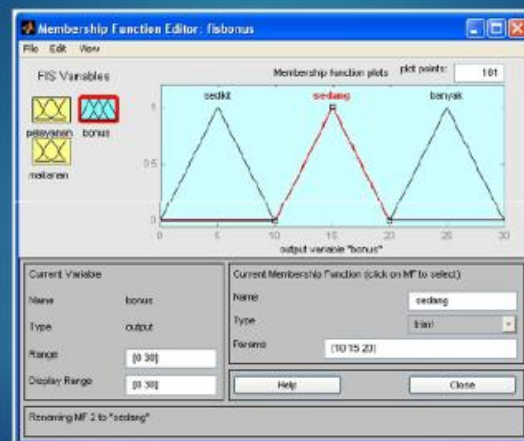 Membership Function Editor: fisbonus
File Edit View
FIS Variables
Membership function plots
plot points:
181
pelayanan
bonus
makanan
sedikit
sedang
banyak
1
0.5
0
0 5 10 15 20 25 30
output variable "bonus"
Current Variable
Name bonus
Type output
Range [0 30]
Display Range [0 30]
Current Membership Function (click on MF to select)
Name sedang
Type trimf
Params [10 15 20]
Help Close
Renaming MF 2 to "sedang"